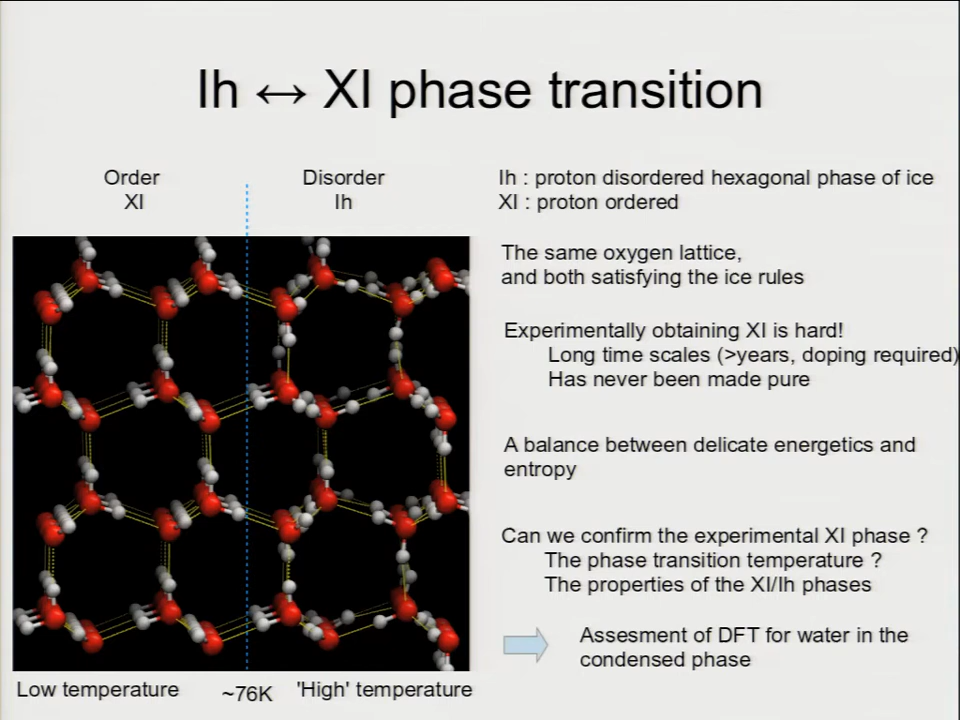 Ih ↔ XI phase transition
Order
XI
Disorder
Ih
Ih : proton disordered hexagonal phase of ice
XI : proton ordered
The same oxygen lattice,
and both satisfying the ice rules
Experimentally obtaining XI is hard!
Long time scales (>years, doping required)
Has never been made pure
A balance between delicate energetics and
entropy
Can we confirm the experimental XI phase ?
The phase transition temperature ?
The properties of the XI/Ih phases
Assesment of DFT for water in the
condensed phase
Low temperature
~76K
'High' temperature